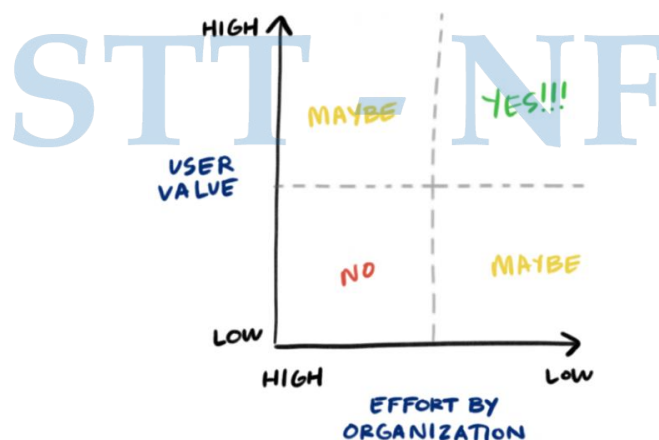 HIGH
STT - NF
MAYBE
YES!!!
USER
VALUE
NO
MAYBE
LOW
HIGH
LOW
EFFORT BY
ORGANIZATION